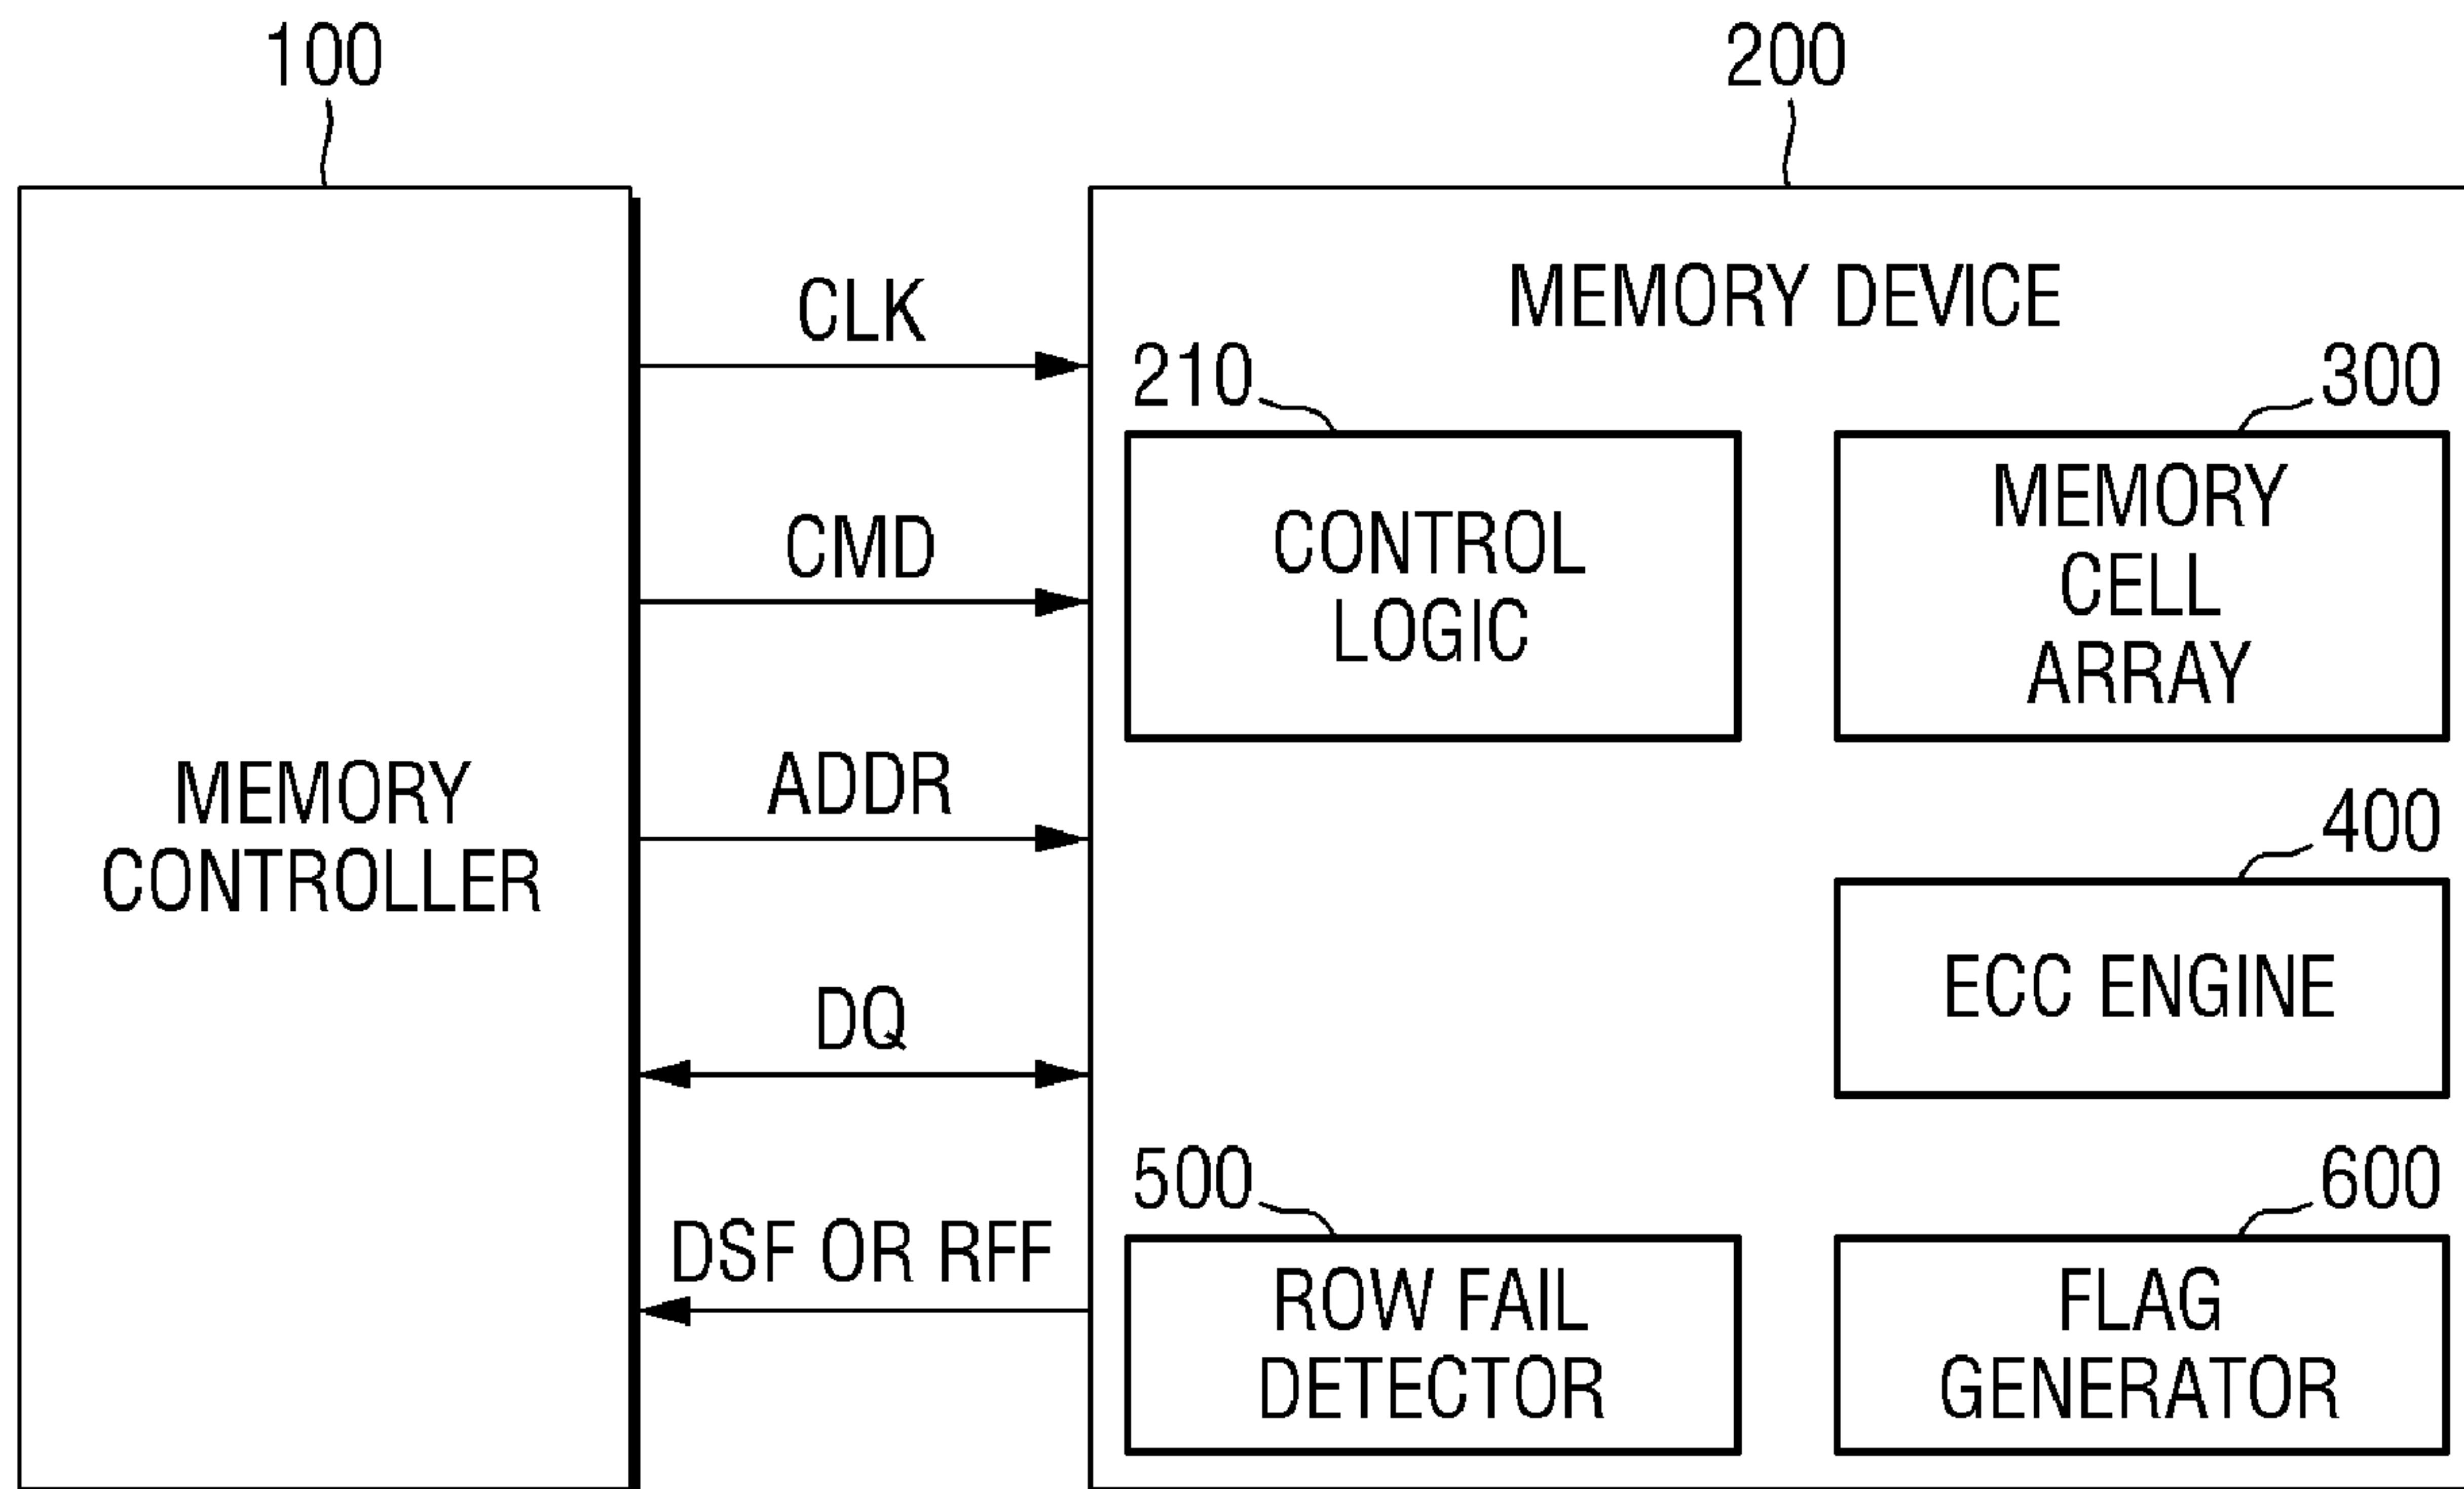 100
200
MEMORY
CONTROLLER
CLK
CMD
ADDR
DQ
DSF OR RFF
MEMORY DEVICE
210
CONTROL
LOGIC
300
MEMORY
CELL
ARRAY
400
ECC ENGINE
500
ROW FAIL
DETECTOR
600
FLAG
GENERATOR